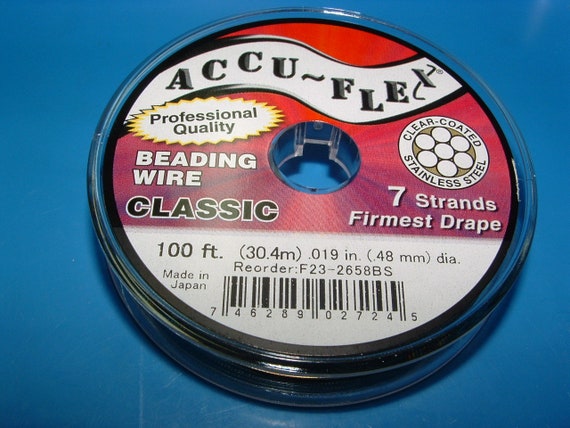 ACCU~FLEX®
Professional
Quality
BEADING
WIRE
CLASSIC
CLEAR-COATED
STAINLESS STEEL
7 Strands
Firmest Drape
100 ft. (30.4m) .019 in. (.48 mm) dia.
Reorder:F23-2658BS
Made in
Japan
7 46289 02724 5